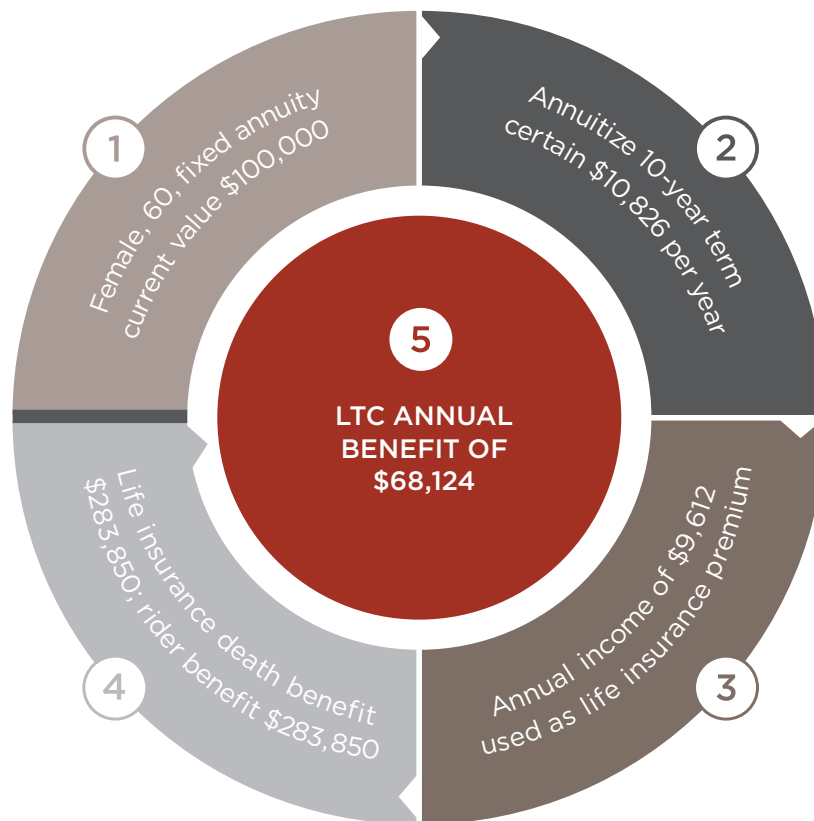 1
Female, 60, fixed annuity
current value $100,000
2
Annuitize 10-year term
certain $10,826 per year
3
Annual income of $9,612
used as life insurance premium
4
Life insurance death benefit
$283,850; rider benefit $283,850
5
LTC ANNUAL
BENEFIT OF
$68,124